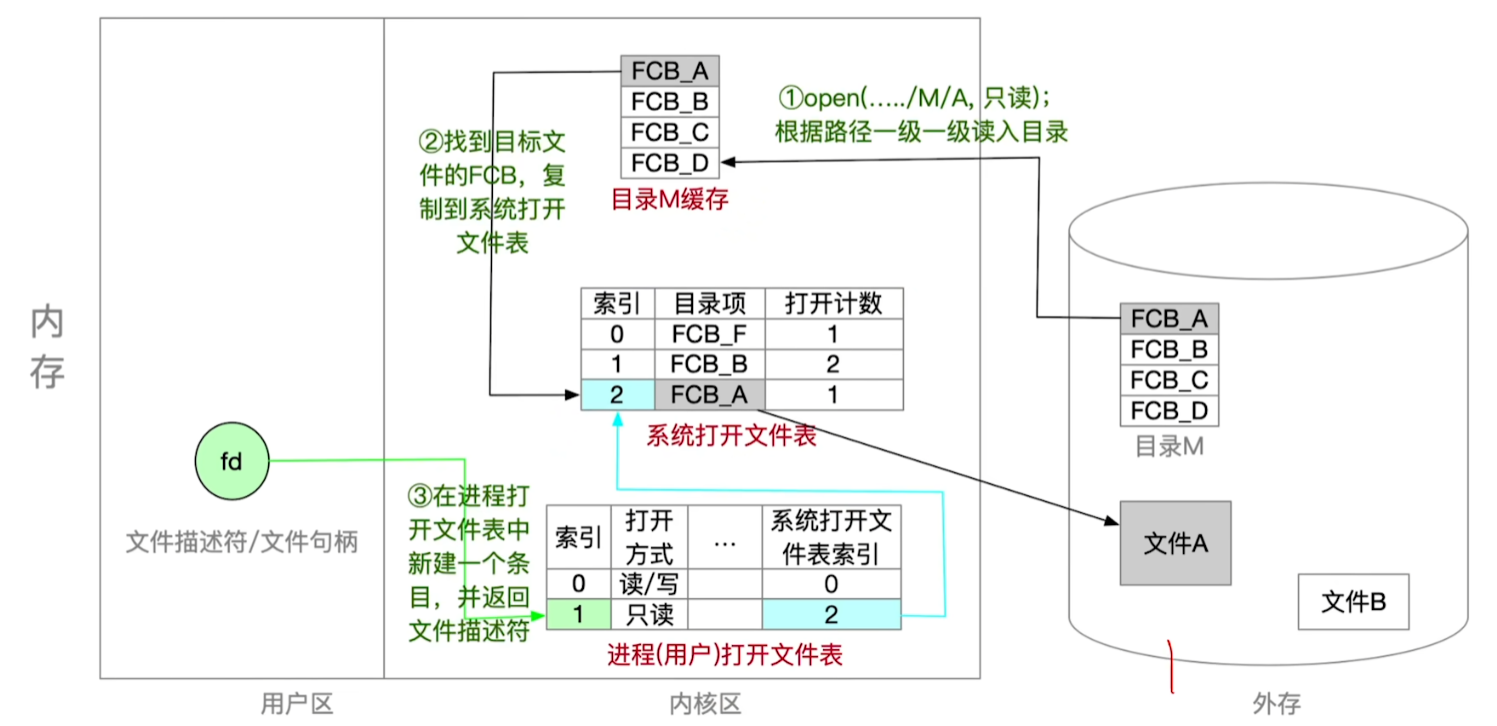 FCB_A
FCB_B
FCB_C
FCB_D
目录M缓存
①open(...../M/A, 只读);
根据路径一级一级读入目录
②找到目标文
件的FCB，复
制到系统打开
文件表
内
存
索引 目录项 打开计数
0 FCB_F 1
1 FCB_B 2
2 FCB_A 1
系统打开文件表
FCB_A
FCB_B
FCB_C
FCB_D
目录M
fd
文件描述符/文件句柄
③在进程打
开文件表中
新建一个条
目，并返回
文件描述符
索引 打开
方式 ... 系统打开文
件表索引
0 读/写 0
1 只读 2
进程(用户)打开文件表
文件A
文件B
用户区
内核区
外存